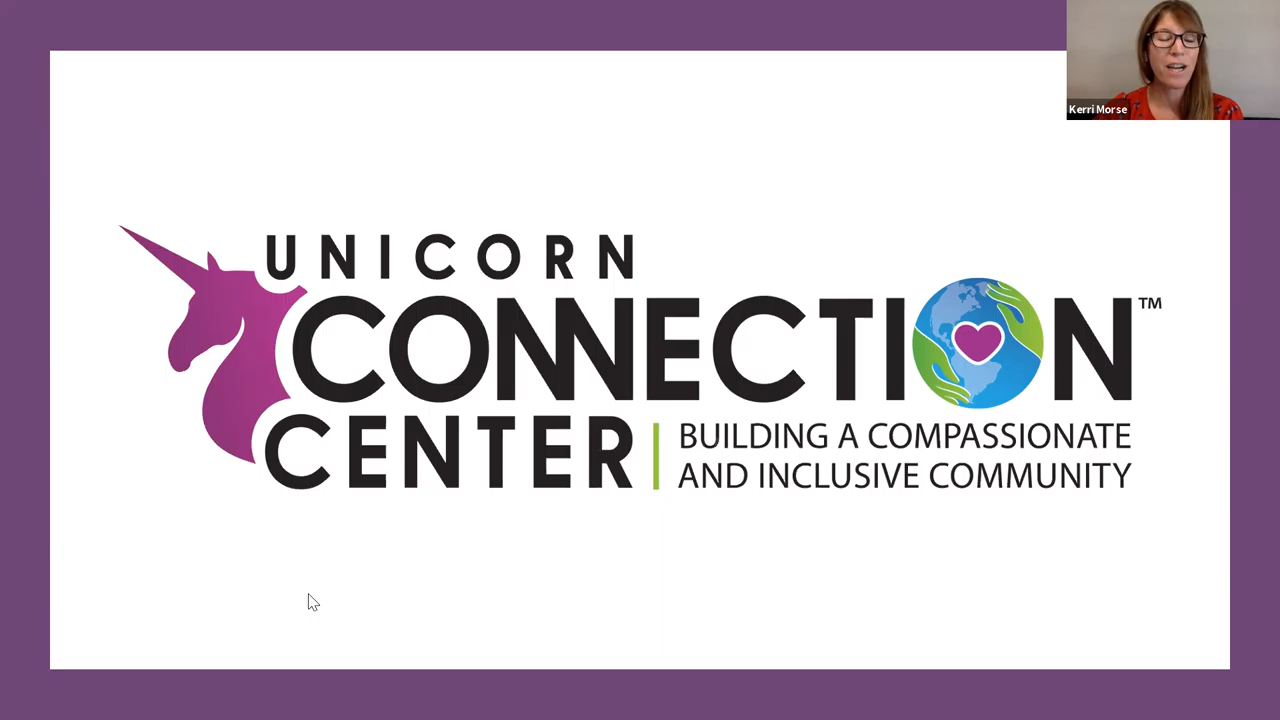 Kerri Morse
UNICORN
CONNECTION™
CENTER
BUILDING A COMPASSIONATE
AND INCLUSIVE COMMUNITY